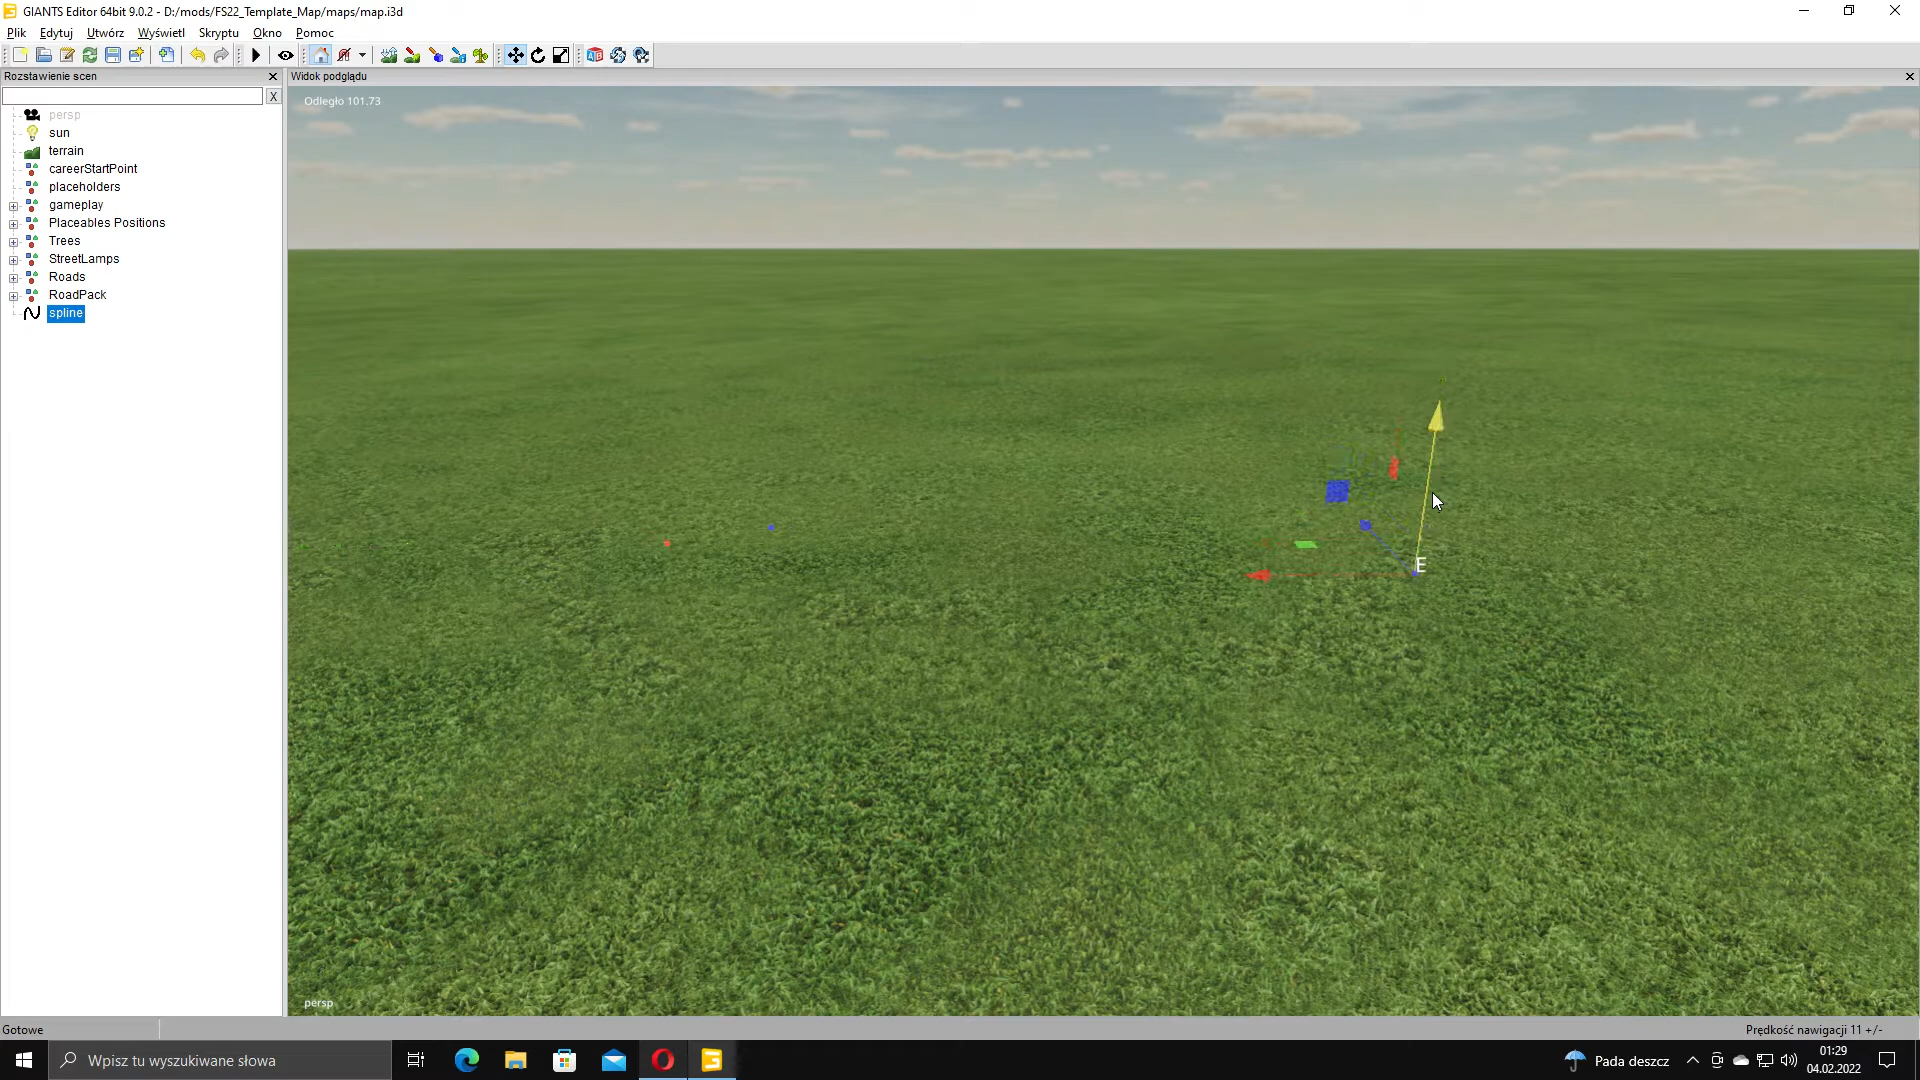 GIANTS Editor 64bit 9.0.2 - D:/mods/FS22_Template_Map/maps/map.i3d
Plik Edytuj Utwórz Wyświetl Skryptu Okno Pomoc
Rozstawienie scen
Widok podglądu
X
Odległo 101.73
persp
sun
terrain
careerStartPoint
placeholders
gameplay
Placeables Positions
Trees
StreetLamps
Roads
RoadPack
spline
E
persp
Gotowe
Prędkość nawigacji 11 +/-
Wpisz tu wyszukiwane słowa
Pada deszcz
01:29
04.02.2022